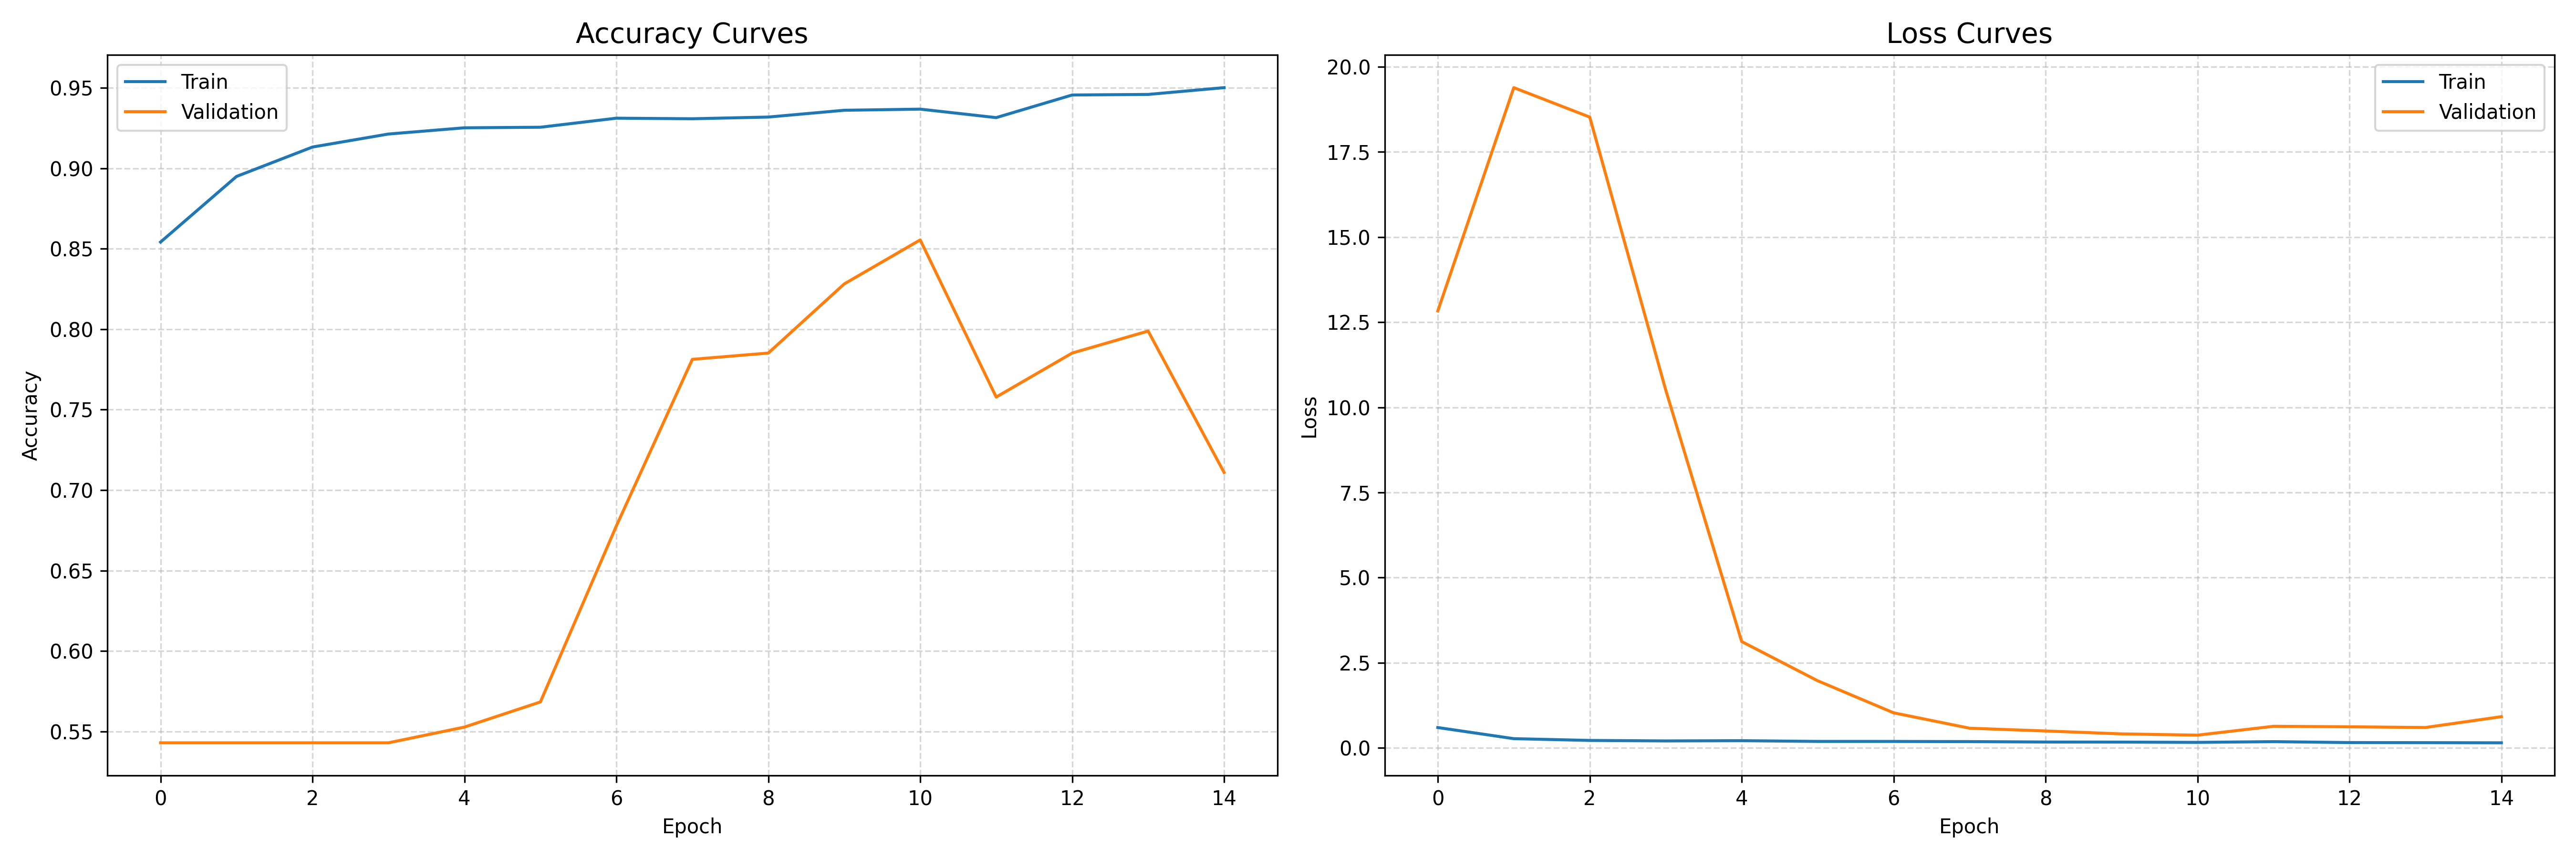 Accuracy Curves
Train
Validation
0.95
0.90
0.85
0.80
0.75
0.70
0.65
0.60
0.55
Accuracy
0 2 4 6 8 10 12 14
Epoch
Loss Curves
Train
Validation
20.0
17.5
15.0
12.5
10.0
7.5
5.0
2.5
0.0
Loss
0 2 4 6 8 10 12 14
Epoch